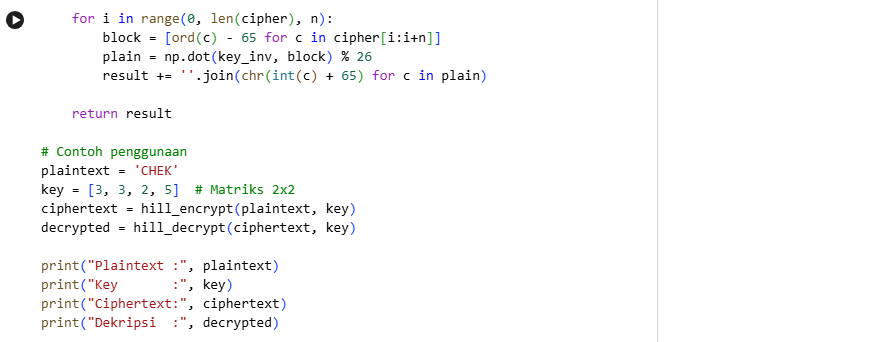 for i in range(0, len(cipher), n):
block = [ord(c) - 65 for c in cipher[i:i+n]]
plain = np.dot(key_inv, block) % 26
result += ''.join(chr(int(c) + 65) for c in plain)
return result
# Contoh penggunaan
plaintext = 'CHEK'
key = [3, 3, 2, 5]  # Matriks 2x2
ciphertext = hill_encrypt(plaintext, key)
decrypted = hill_decrypt(ciphertext, key)
print("Plaintext :", plaintext)
print("Key       :", key)
print("Ciphertext:", ciphertext)
print("Dekripsi  :", decrypted)